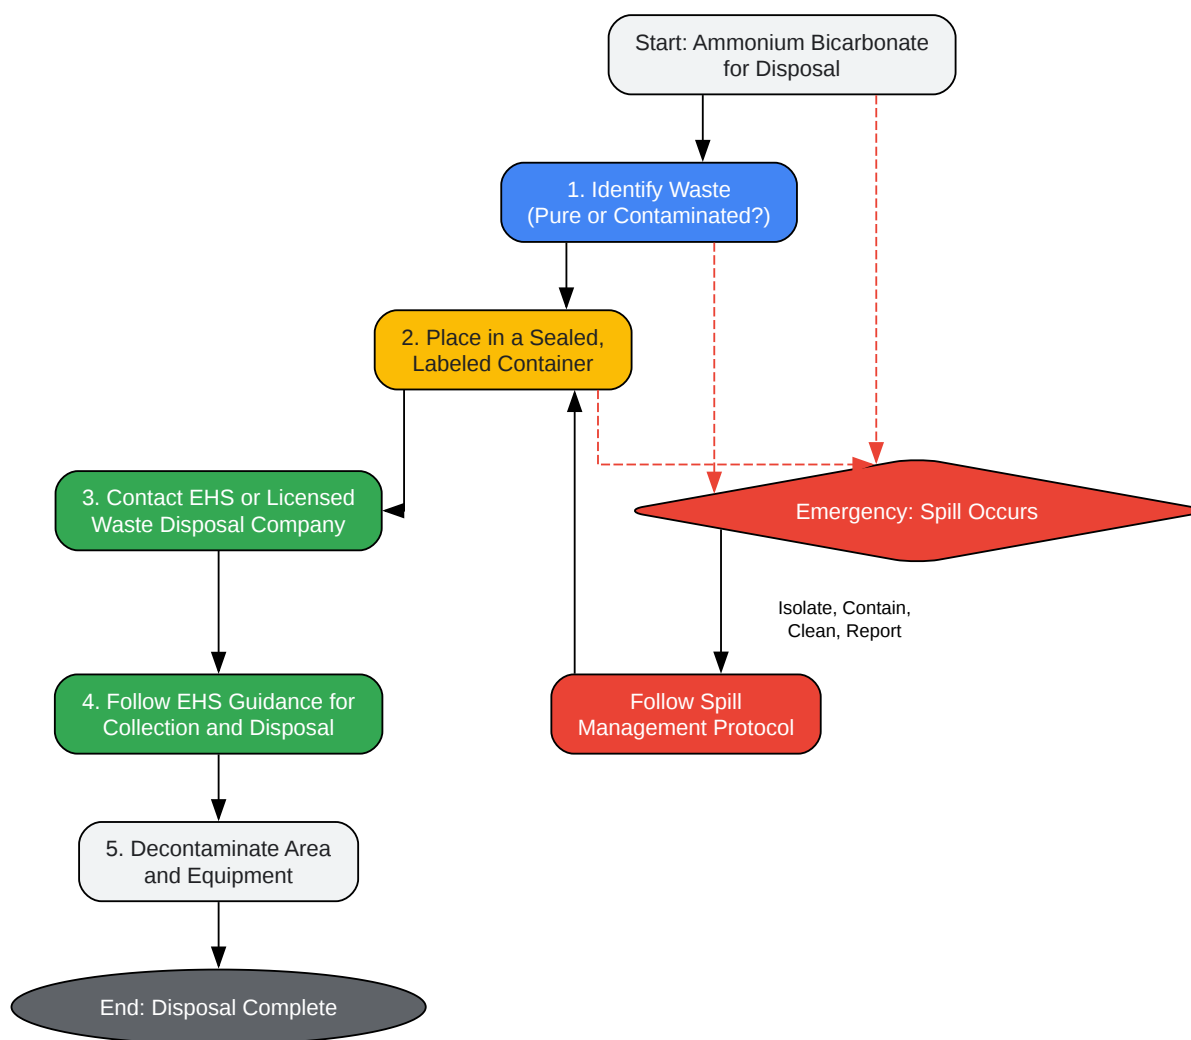 Start: Ammonium Bicarbonate
for Disposal
1. Identify Waste
(Pure or Contaminated?)
2. Place in a Sealed,
Labeled Container
3. Contact EHS or Licensed
Waste Disposal Company
Emergency: Spill Occurs
Isolate, Contain,
Clean, Report
4. Follow EHS Guidance for
Collection and Disposal
Follow Spill
Management Protocol
5. Decontaminate Area
and Equipment
End: Disposal Complete